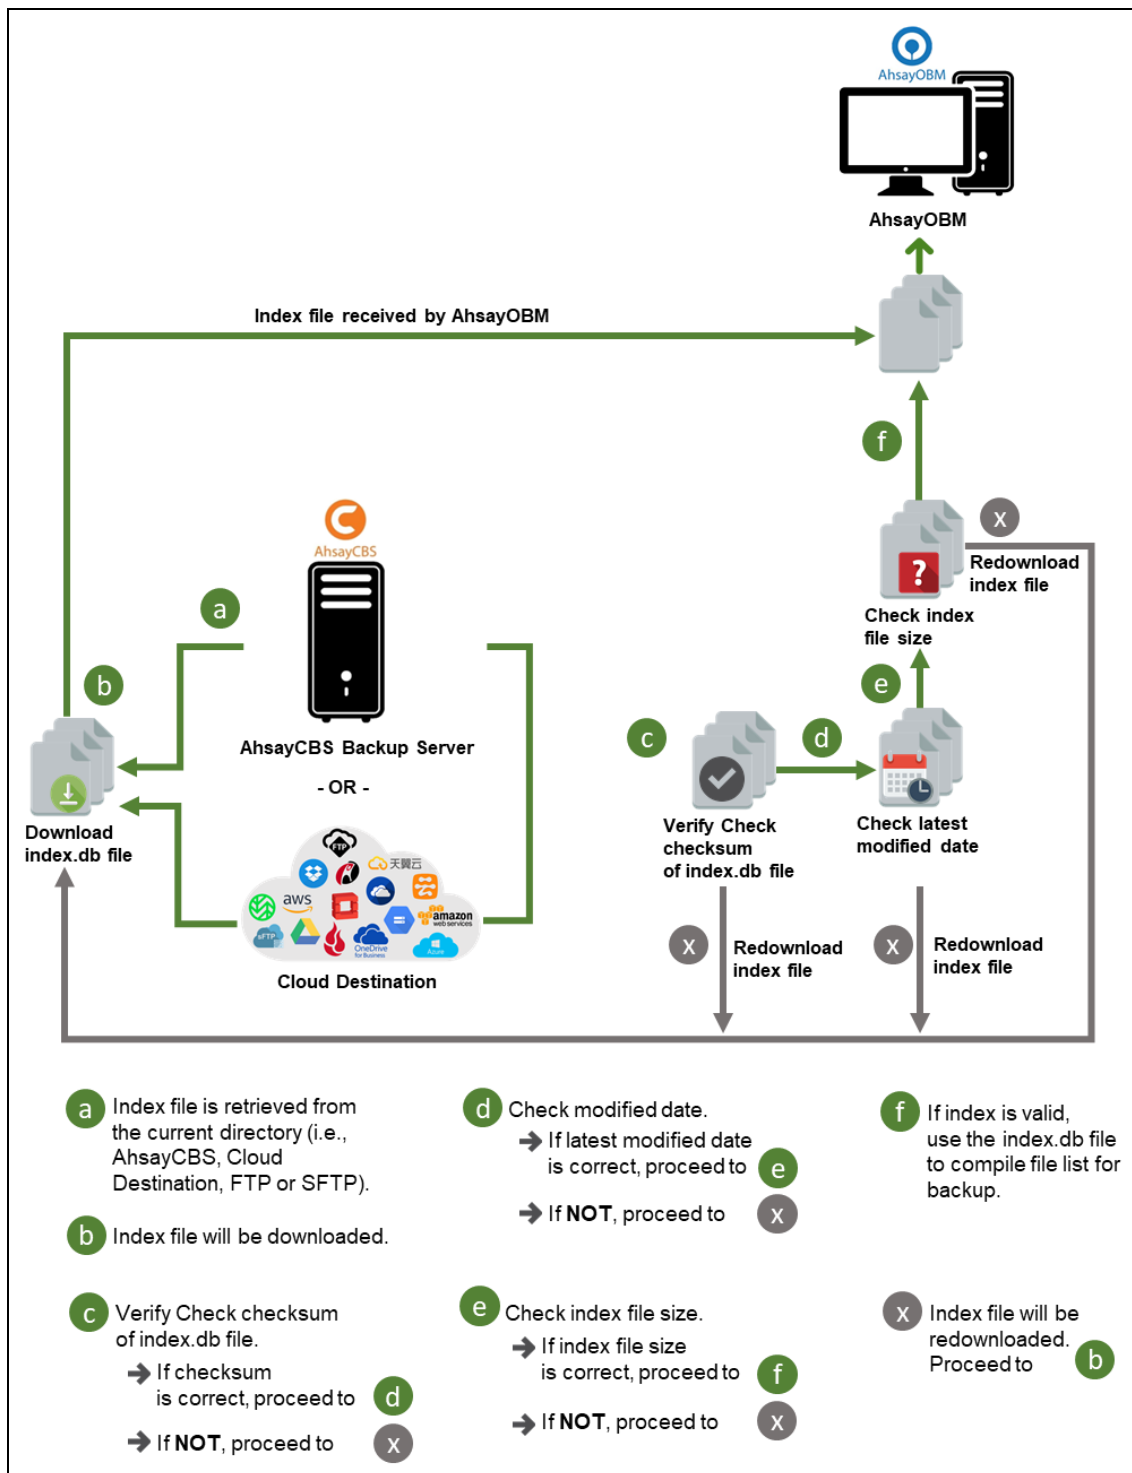 AhsayOBM
AhsayOBM
Index file received by AhsayOBM
f
x
Redownload
index file
Check index
file size
AhsayCBS
a
b
e
c
d
AhsayCBS Backup Server
- OR -
Download
index.db file
Verify Check
checksum
of index.db file
Check latest
modified date
FTP
天翼云
aws
amazon
web services
sFTP
OneDrive
for Business
Azure
Cloud Destination
x
Redownload
index file
x
Redownload
index file
a
Index file is retrieved from
the current directory (i.e.,
AhsayCBS, Cloud
Destination, FTP or SFTP).
b
Index file will be downloaded.
c
Verify Check checksum
of index.db file.
If checksum
is correct, proceed to d
If NOT, proceed to x
d
Check modified date.
If latest modified date
is correct, proceed to e
If NOT, proceed to x
e
Check index file size.
If index file size
is correct, proceed to f
If NOT, proceed to x
f
If index is valid,
use the index.db file
to compile file list for
backup.
x
Index file will be
redownloaded.
Proceed to b